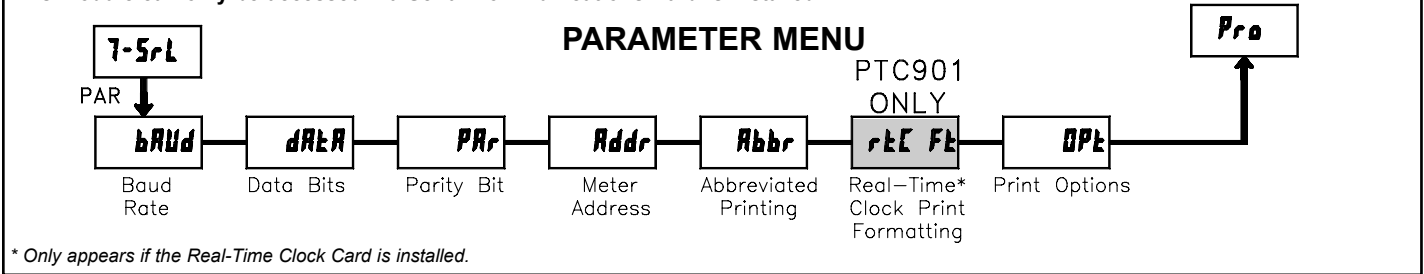 PARAMETER MENU
7-SrL
Pro
PAR
PTC901
ONLY
bAUd
dAtA
PAr
Addr
Abbr
rtC Ft
OPt
Baud
Rate
Data Bits
Parity Bit
Meter
Address
Abbreviated
Printing
Real-Time*
Clock Print
Formatting
Print Options
* Only appears if the Real-Time Clock Card is installed.